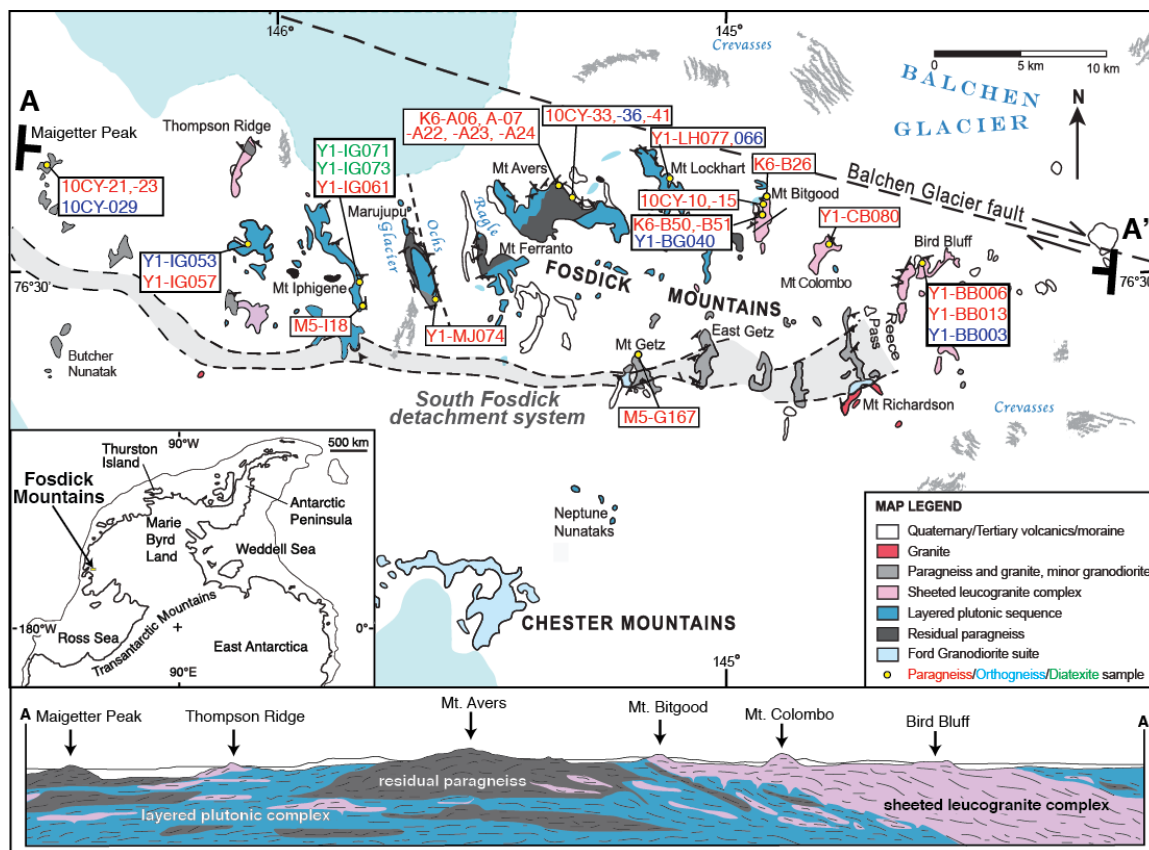 146°
145°
Crevasses
0
5 km
10 km
BALCHEN
GLACIER
N
A
Maigetter Peak
Thompson Ridge
K6-A06, A-07
-A22, -A23, -A24
10CY-33,-36,-41
Y1-LH077,066
Y1-IG071
Y1-IG073
Y1-IG061
Mt Avers
Mt Lockhart
K6-B26
Mt Bitgood
Balchen Glacier fault
10CY-21,-23
10CY-029
10CY-10,-15
K6-B50,-B51
Y1-BG040
Y1-CB080
A'
Marujupu
Glacier
Ochs
Ragle
Mt Ferranto
Bird Bluff
Y1-IG053
Y1-IG057
Mt Iphigene
FOSDICK
MOUNTAINS
Mt Colombo
76°30'
76°30'
M5-I18
Y1-MJ074
Y1-BB006
Y1-BB013
Y1-BB003
Reece
Pass
East Getz
Mt Getz
Butcher
Nunatak
South Fosdick
detachment system
M5-G167
Mt Richardson
Crevasses
90°W
500 km
Thurston
Island
Fosdick
Mountains
Antarctic
Peninsula
Marie
Byrd
Land
Weddell Sea
180°W
Ross Sea
Transantarctic Mountains
East Antarctica
0°
90°E
Neptune
Nunataks
CHESTER MOUNTAINS
145°
MAP LEGEND
Quaternary/Tertiary volcanics/moraine
Granite
Paragneiss and granite, minor granodiorite
Sheeted leucogranite complex
Layered plutonic sequence
Residual paragneiss
Ford Granodiorite suite
Paragneiss/Orthogneiss/Diatexite sample
A
Maigetter Peak
Thompson Ridge
Mt. Avers
Mt. Bitgood
Mt. Colombo
Bird Bluff
A
residual paragneiss
layered plutonic complex
sheeted leucogranite complex